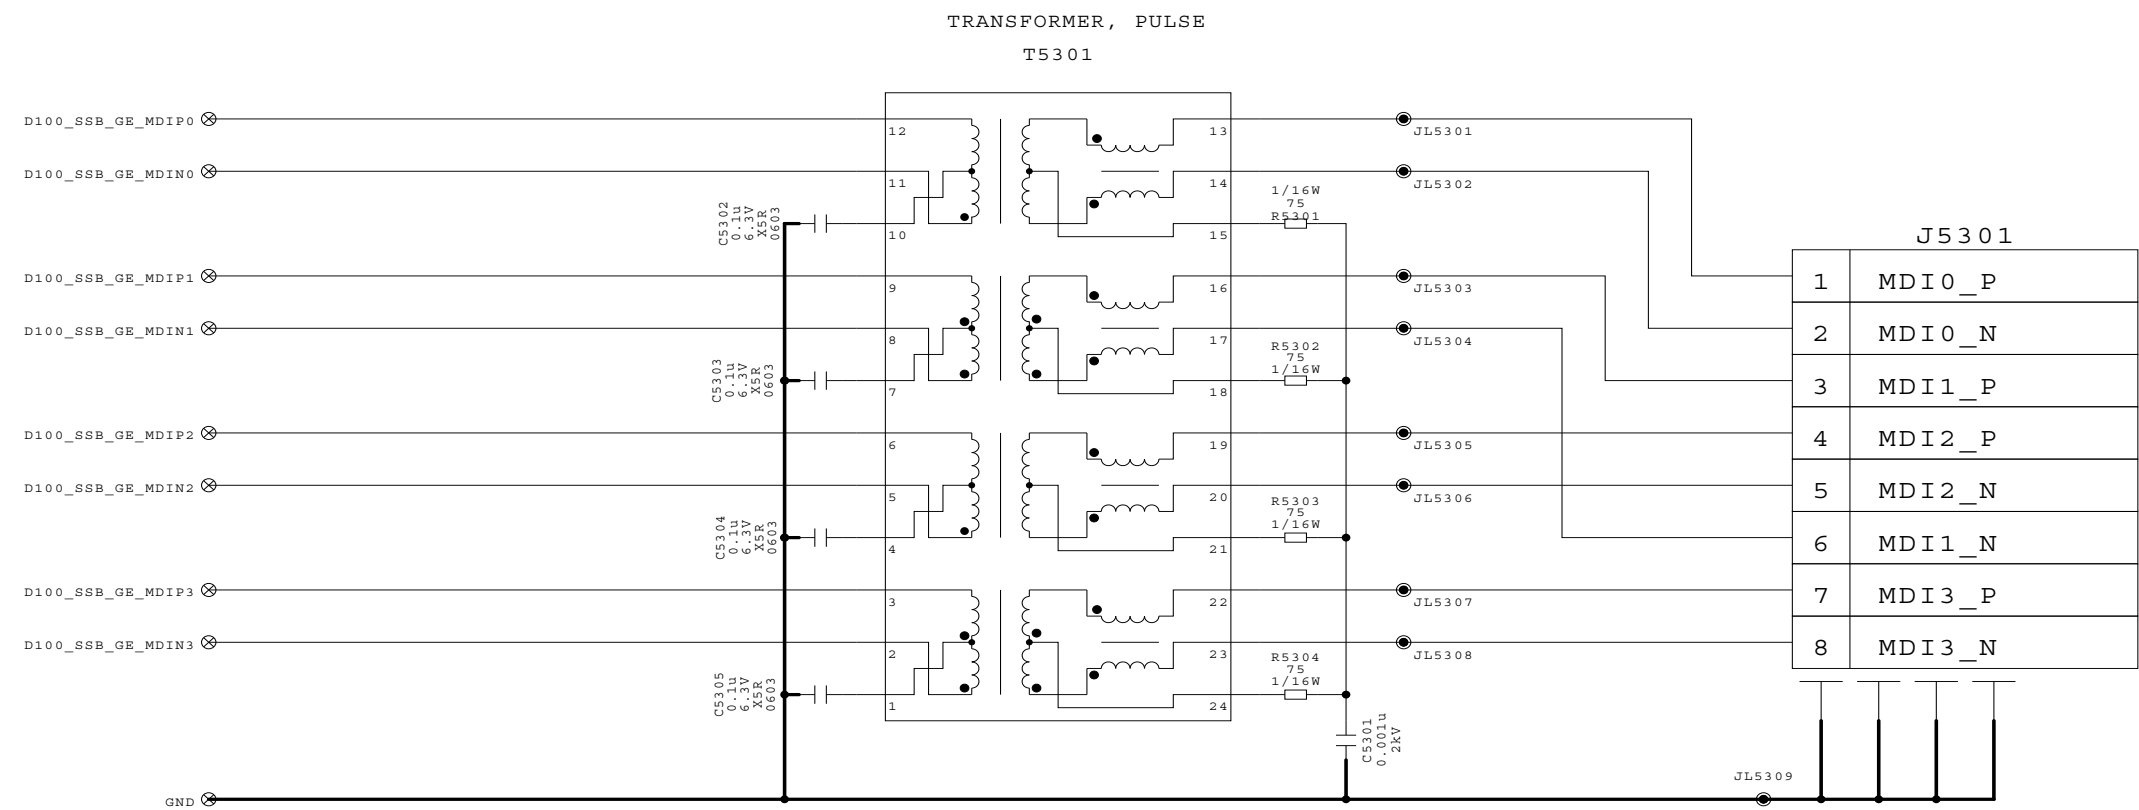 TRANSFORMER, PULSE
T5301
D100_SSB_GE_MDIP0
12
13
JL5301
D100_SSB_GE_MDIN0
11
14
JL5302
1/16W
75
R5301
C5302
0.1u
6.3V
X5R
0603
10
15
J5301
D100_SSB_GE_MDIP1
9
16
JL5303
1 MDI0_P
D100_SSB_GE_MDIN1
8
17
JL5304
2 MDI0_N
R5302
75
1/16W
C5303
0.1u
6.3V
X5R
0603
7
18
3 MDI1_P
D100_SSB_GE_MDIP2
6
19
JL5305
4 MDI2_P
D100_SSB_GE_MDIN2
5
20
JL5306
5 MDI2_N
R5303
75
1/16W
C5304
0.1u
6.3V
X5R
0603
4
21
6 MDI1_N
D100_SSB_GE_MDIP3
3
22
JL5307
7 MDI3_P
D100_SSB_GE_MDIN3
2
23
JL5308
8 MDI3_N
R5304
75
1/16W
C5305
0.1u
6.3V
X5R
0603
1
24
C5301
0.001u
2kV
JL5309
GND